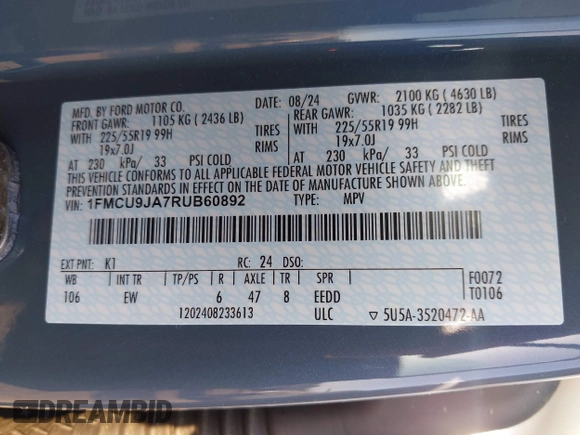 MFD. BY FORD MOTOR CO. DATE: 08/24 GVWR: 2100 KG ( 4630 LB)
FRONT GAWR: 1105 KG ( 2436 LB) REAR GAWR: 1035 KG ( 2282 LB)
WITH 225/55R19 99H TIRES WITH 225/55R19 99H TIRES
19x7.0J RIMS 19x7.0J RIMS
AT 230 kPa/ 33 PSI COLD AT 230 kPa/ 33 PSI COLD
THIS VEHICLE CONFORMS TO ALL APPLICABLE FEDERAL MOTOR VEHICLE SAFETY AND THEFT
PREVENTION STANDARDS IN EFFECT ON THE DATE OF MANUFACTURE SHOWN ABOVE.
VIN: 1FMCU9JA7RUB60892 TYPE: MPV
EXT PNT: K1 RC: 24 DSO:
WB INT TR TP/PS R AXLE TR SPR F0072
106 EW 6 47 8 EEDD T0106
1202408233613 ULC ▽ 5U5A-3520472-AA
DREAMBID